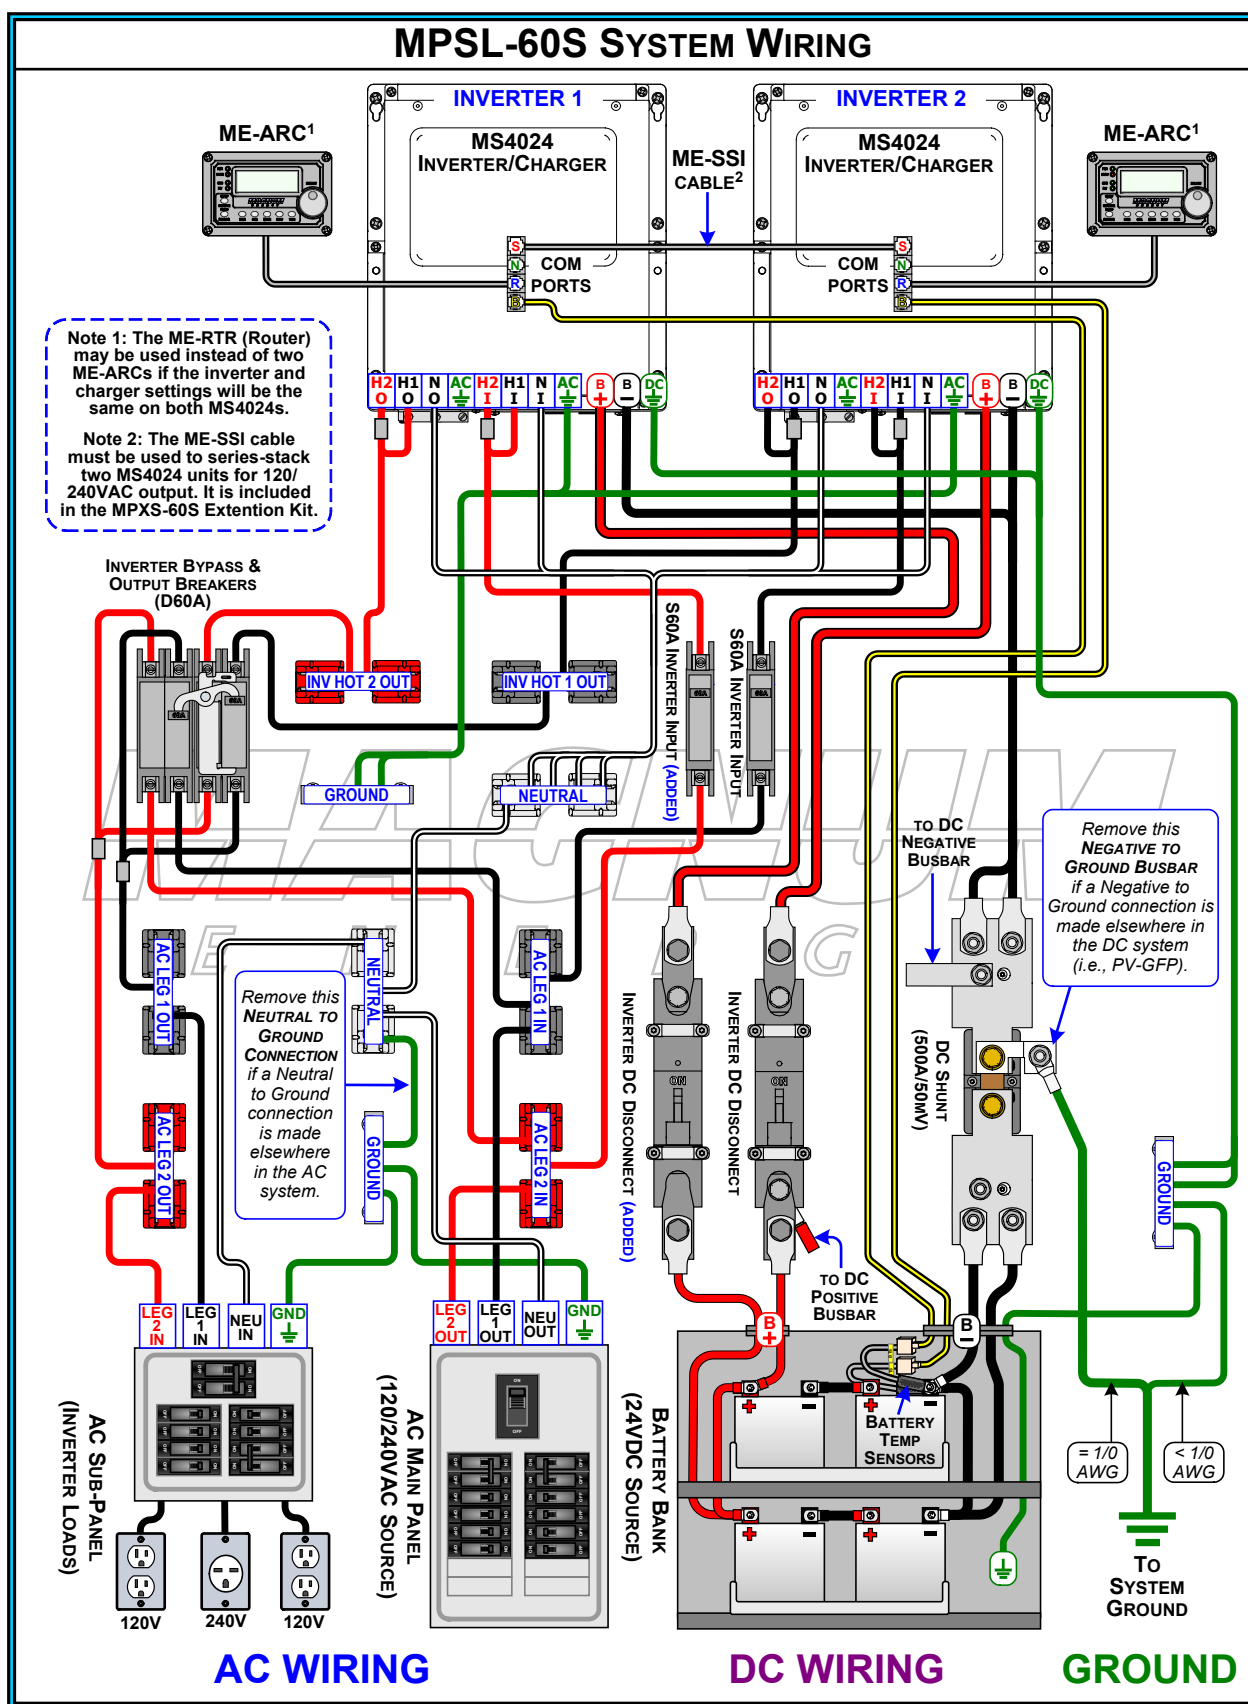 MPSL-60S SYSTEM WIRING
INVERTER 1
MS4024
INVERTER/CHARGER
INVERTER 2
MS4024
INVERTER/CHARGER
ME-ARC1
ME-ARC1
ME-SSI
CABLE2
S
N
R
B
COM
PORTS
S
N
R
B
COM
PORTS
Note 1: The ME-RTR (Router)
may be used instead of two
ME-ARCs if the inverter and
charger settings will be the
same on both MS4024s.
Note 2: The ME-SSI cable
must be used to series-stack
two MS4024 units for 120/
240VAC output. It is included
in the MPXS-60S Extention Kit.
H2 H1 N AC H2 H1 N AC B B DC
O O O I I I + −
H2 H1 N AC H2 H1 N AC B B DC
O O O I I I + −
INVERTER BYPASS &
OUTPUT BREAKERS
(D60A)
60A
60A
60A
60A
INV HOT 2 OUT
INV HOT 1 OUT
S60A INVERTER INPUT (ADDED)
S60A INVERTER INPUT
GROUND
NEUTRAL
MAGNUM
ENERGY
TO DC
NEGATIVE
BUSBAR
Remove this
NEGATIVE TO
GROUND BUSBAR
if a Negative to
Ground connection is
made elsewhere in
the DC system
(i.e., PV-GFP).
AC LEG 1 OUT
NEUTRAL
AC LEG 1 IN
Remove this
NEUTRAL TO
GROUND
CONNECTION
if a Neutral
to Ground
connection
is made
elsewhere
in the AC
system.
AC LEG 2 OUT
GROUND
AC LEG 2 IN
INVERTER DC DISCONNECT (ADDED)
ON
INVERTER DC DISCONNECT
ON
DC SHUNT
(500A/50MV)
GROUND
TO DC
POSITIVE
BUSBAR
LEG
2
IN
LEG
1
IN
NEU
IN
GND
LEG
2
OUT
LEG
1
OUT
NEU
OUT
GND
B
+
B
−
AC SUB-PANEL
(INVERTER LOADS)
AC MAIN PANEL
(120/240VAC SOURCE)
ON
OFF
BATTERY BANK
(24VDC SOURCE)
+ − + −
BATTERY
TEMP
SENSORS
+ − + −
= 1/0
AWG
< 1/0
AWG
TO
SYSTEM
GROUND
120V
240V
120V
AC WIRING
DC WIRING
GROUND